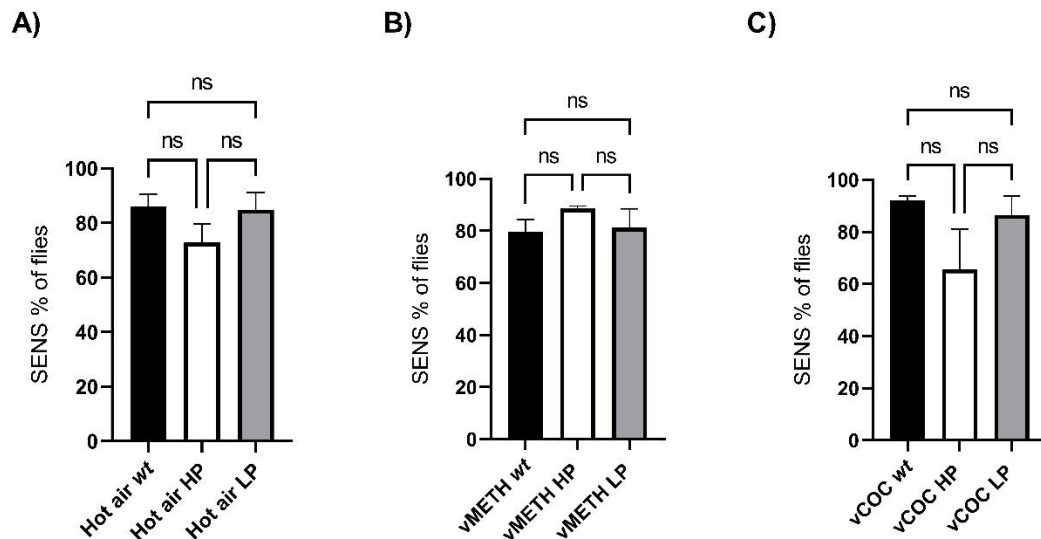 A)
ns
ns
ns
100
80
60
40
20
0
SENS % of flies
Hot air wt
Hot air HP
Hot air LP
B)
ns
ns
ns
100
80
60
40
20
0
SENS % of flies
vMETH wt
vMETH HP
vMETH LP
C)
ns
ns
ns
100
80
60
40
20
0
SENS % of flies
vCOC wt
vCOC HP
vCOC LP